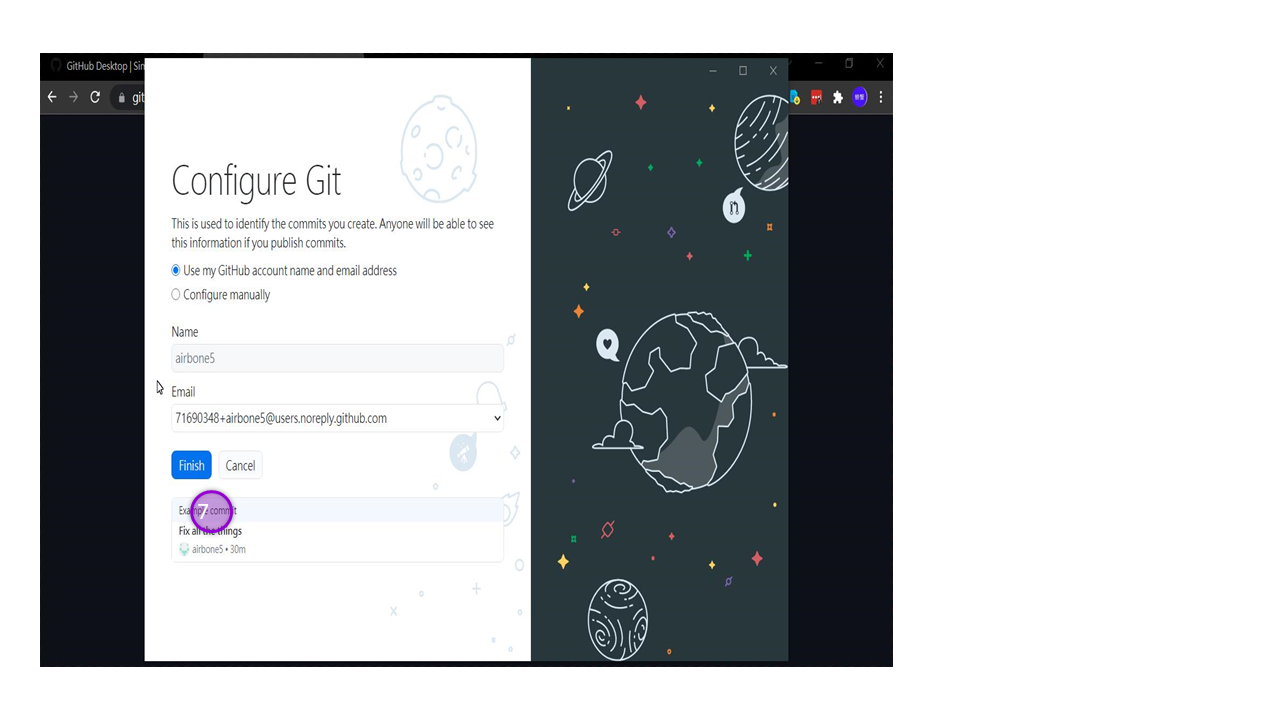 GitHub Desktop | Sim
git
Configure Git
This is used to identify the commits you create. Anyone will be able to see
this information if you publish commits.
Use my GitHub account name and email address
Configure manually
Name
airbone5
Email
71690348+airbone5@users.noreply.github.com
Finish
Cancel
7
Example commit
Fix all the things
airbone5 • 30m